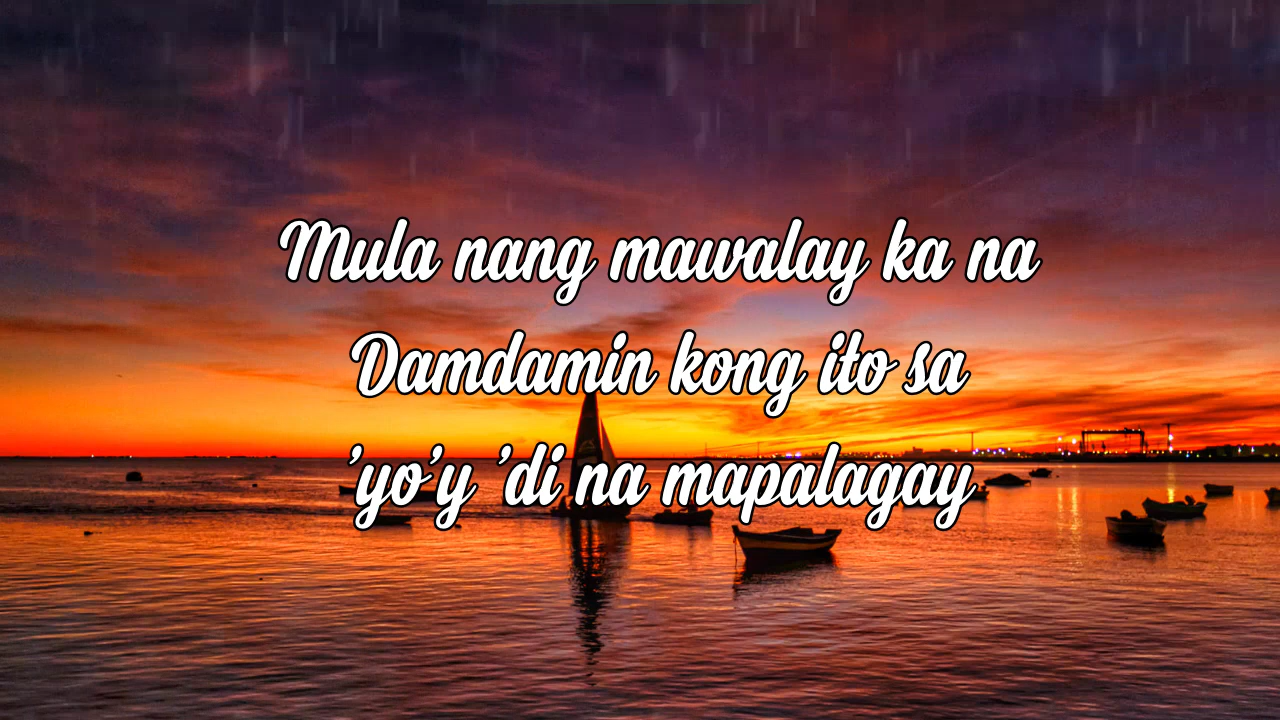 Mula nang mawalay ka na
Damdamin kong ito sa
’yo’y ’di na mapalagay